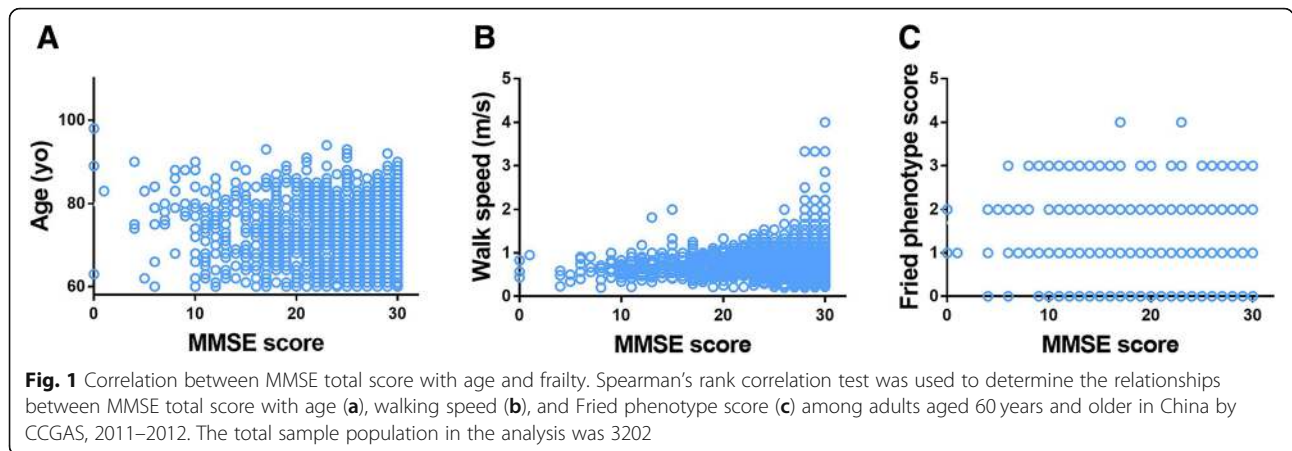 A
B
C
Age (yo)
100
80
60
0
10
20
30
MMSE score
Walk speed (m/s)
5
4
3
2
1
0
0
10
20
30
MMSE score
Fried phenotype score
5
4
3
2
1
0
0
10
20
30
MMSE score
Fig. 1 Correlation between MMSE total score with age and frailty. Spearman's rank correlation test was used to determine the relationships
between MMSE total score with age (a), walking speed (b), and Fried phenotype score (c) among adults aged 60 years and older in China by
CCGAS, 2011–2012. The total sample population in the analysis was 3202